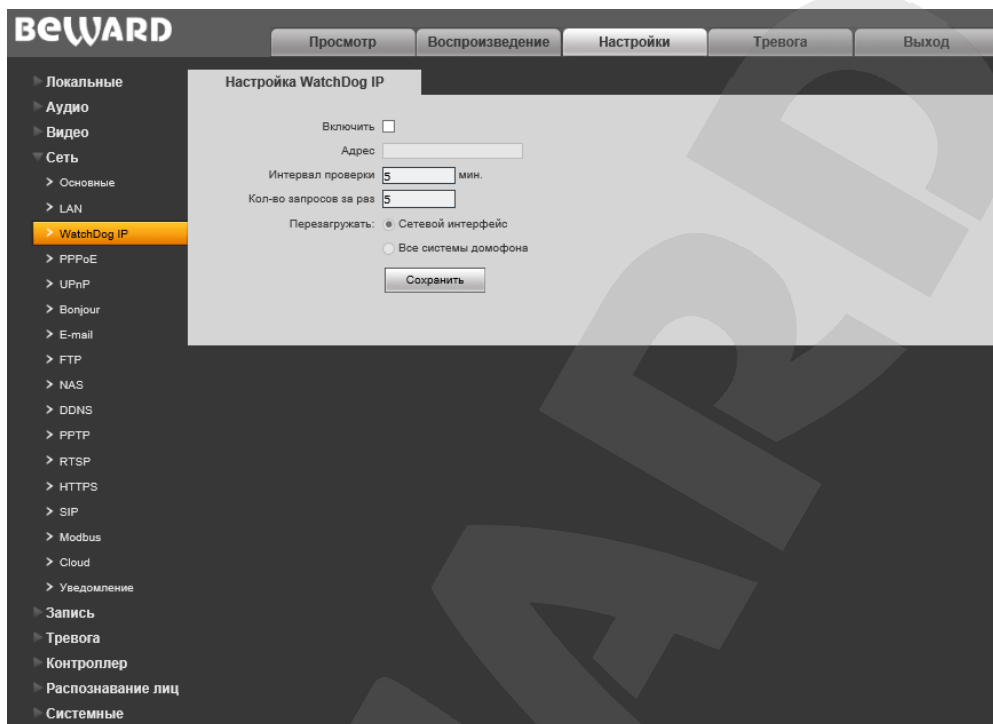 BEWARD
Просмотр Воспроизведение Настройки Тревога Выход
Локальные
Аудио
Видео
Сеть
> Основные
> LAN
> WatchDog IP
> PPPoE
> UPnP
> Bonjour
> E-mail
> FTP
> NAS
> DDNS
> PPTP
> RTSP
> HTTPS
> SIP
> Modbus
> Cloud
> Уведомление
Запись
Тревога
Контроллер
Распознавание лиц
Системные
Настройка WatchDog IP
Включить
Адрес
Интервал проверки 5 мин.
Кол-во запросов за раз 5
Перезагружать: Сетевой интерфейс
Все системы домофона
Сохранить